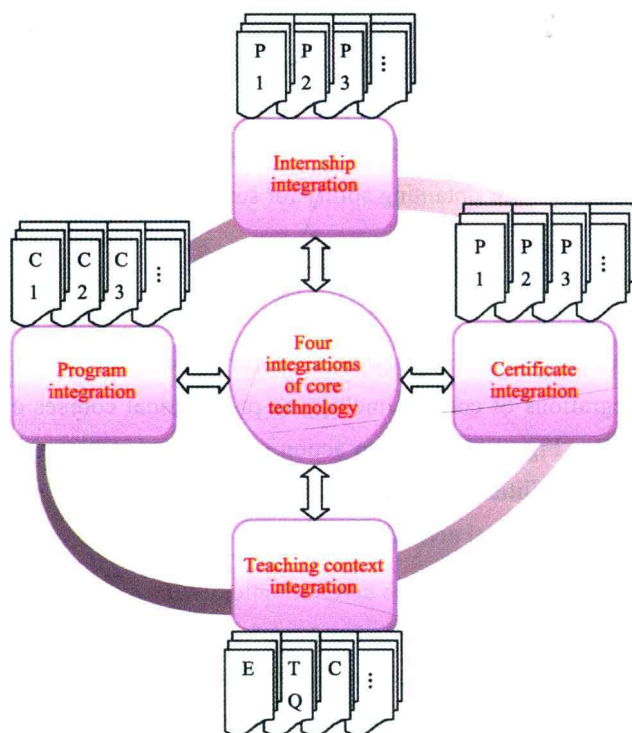 P P P ⋮
1 2 3
Internship
integration
C C C ⋮
1 2 3
P P P ⋮
1 2 3
Program
integration
Four
integrations
of core
technology
Certificate
integration
Teaching context
integration
E T C ⋮
Q